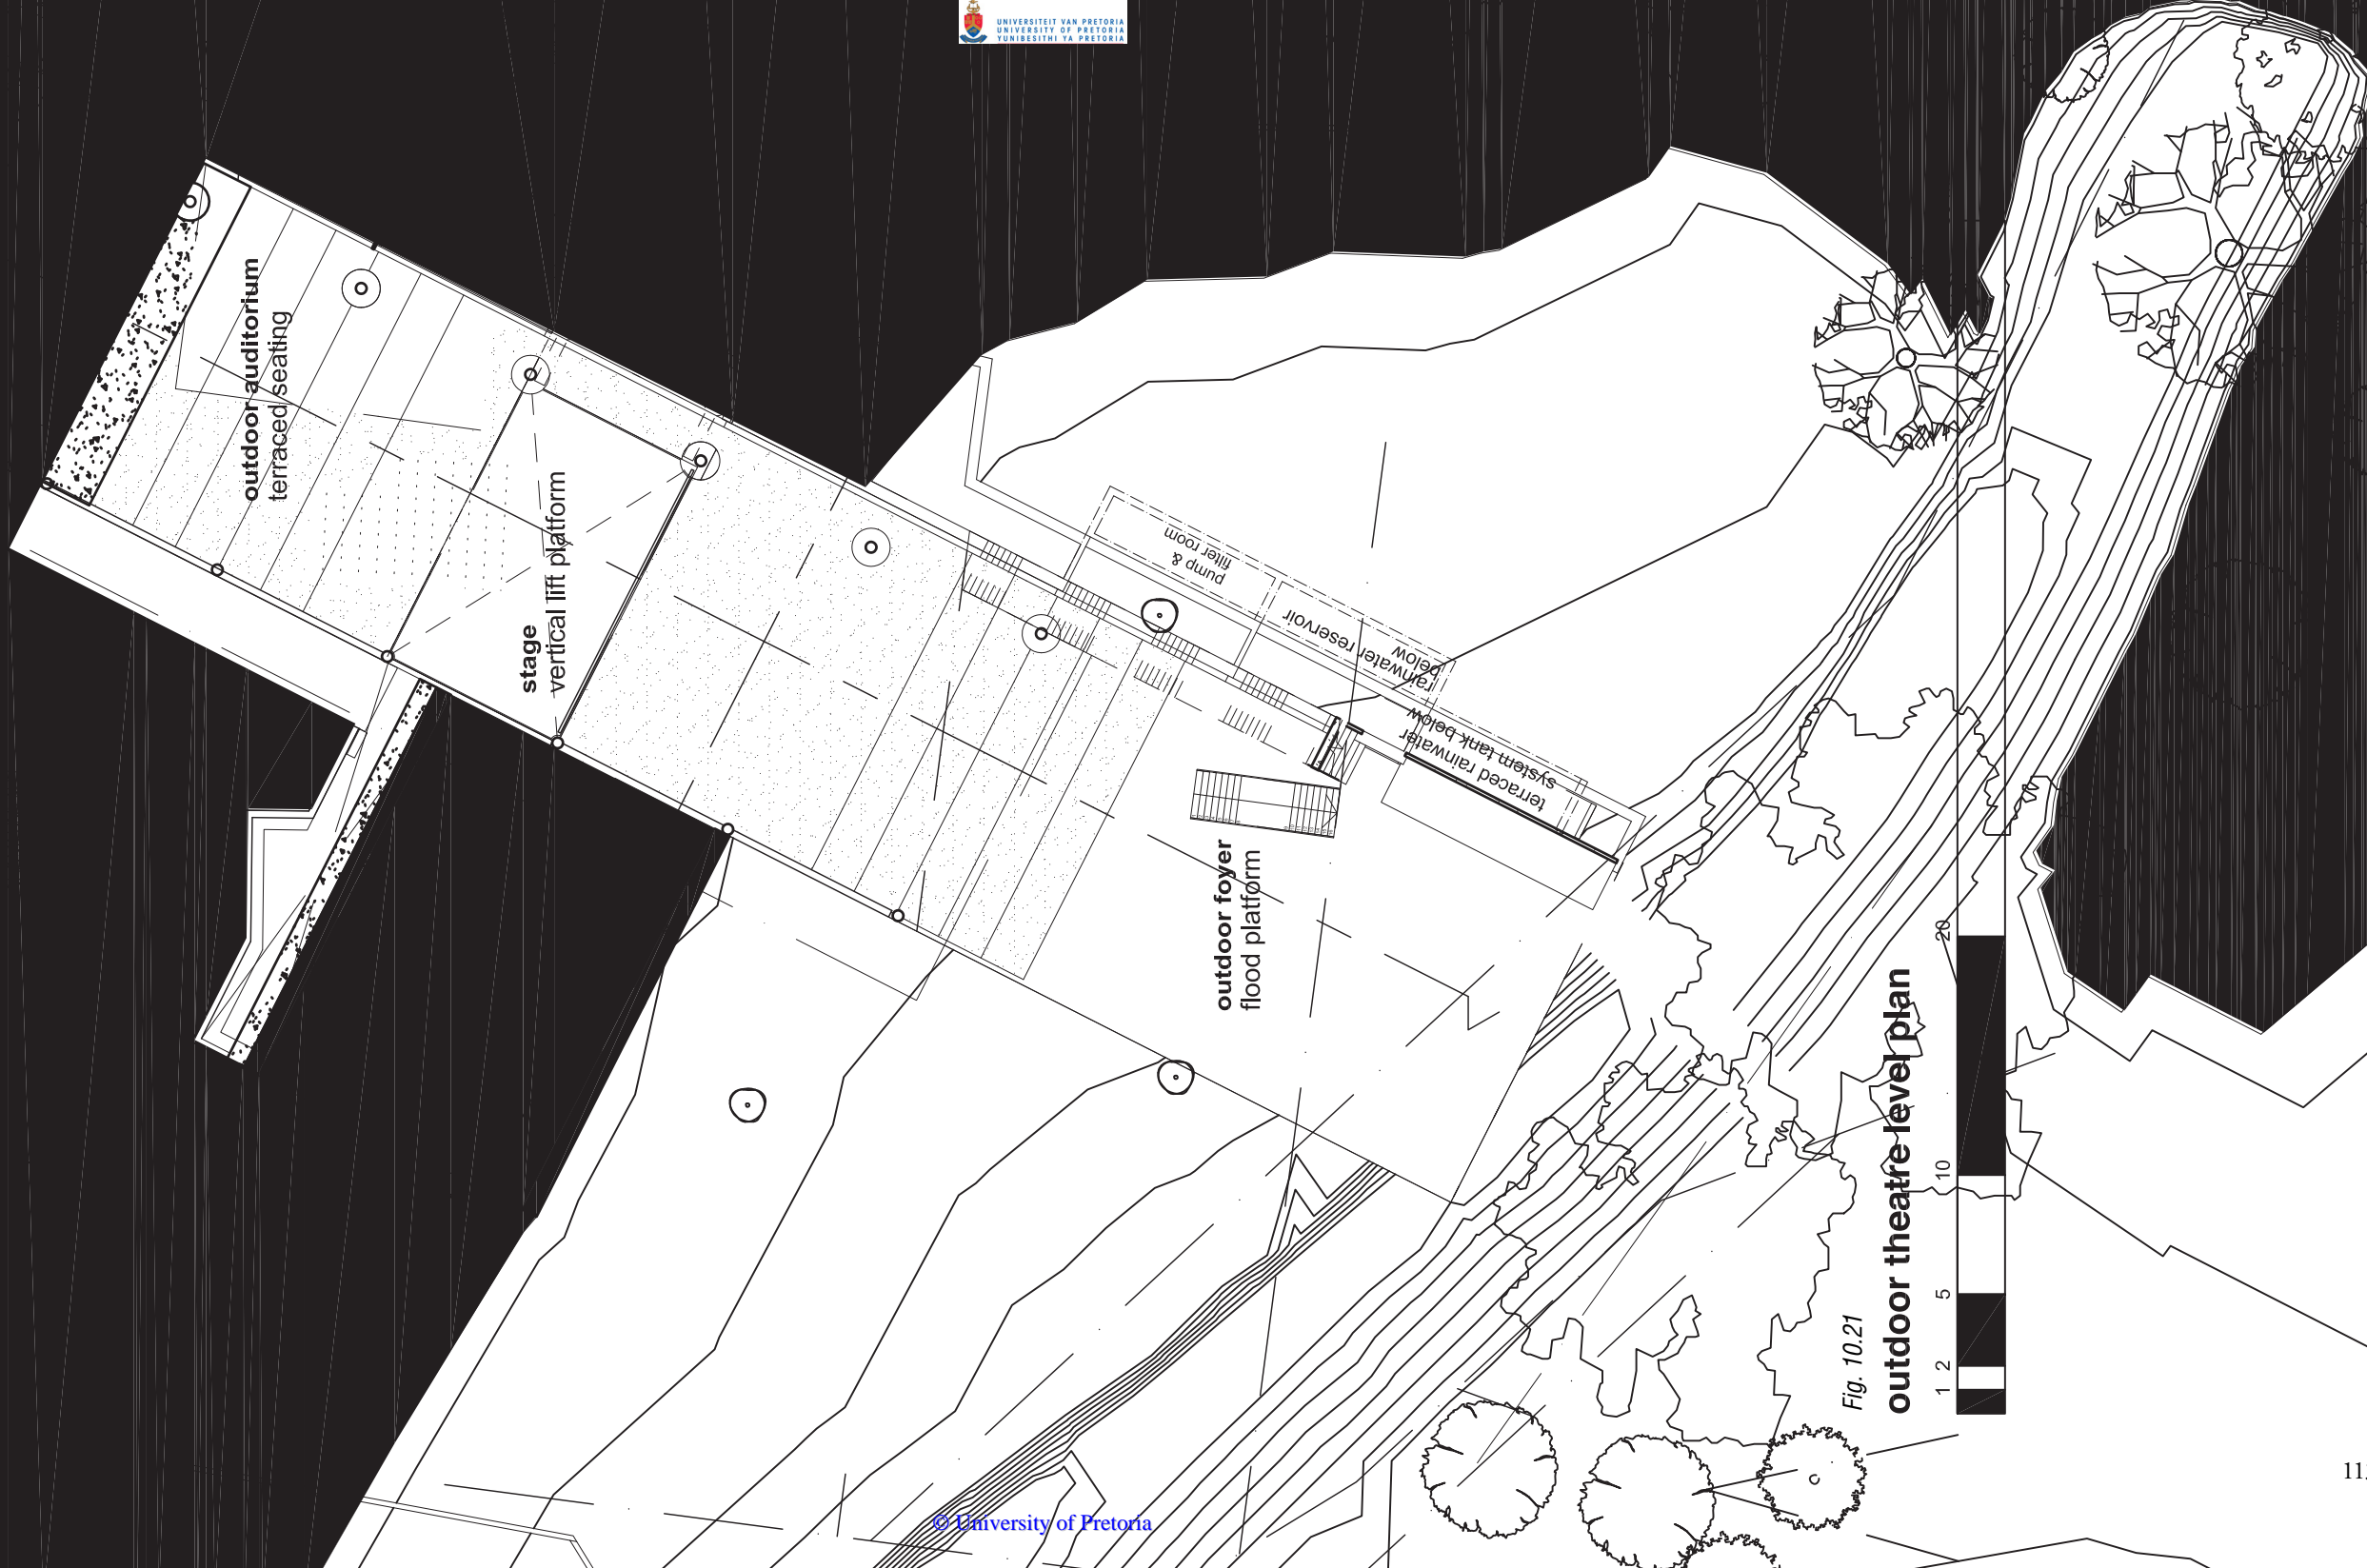 UNIVERSITEIT VAN PRETORIA
UNIVERSITY OF PRETORIA
YUNIBESITHI YA PRETORIA
outdoor auditorium
terraced seating
stage
vertical lift platform
pump &
filter room
rainwater reservoir
below
terraced rainwater
system tank below
outdoor foyer
flood platform
Fig. 10.21
outdoor theatre level plan
1 2 5 10 20
© University of Pretoria